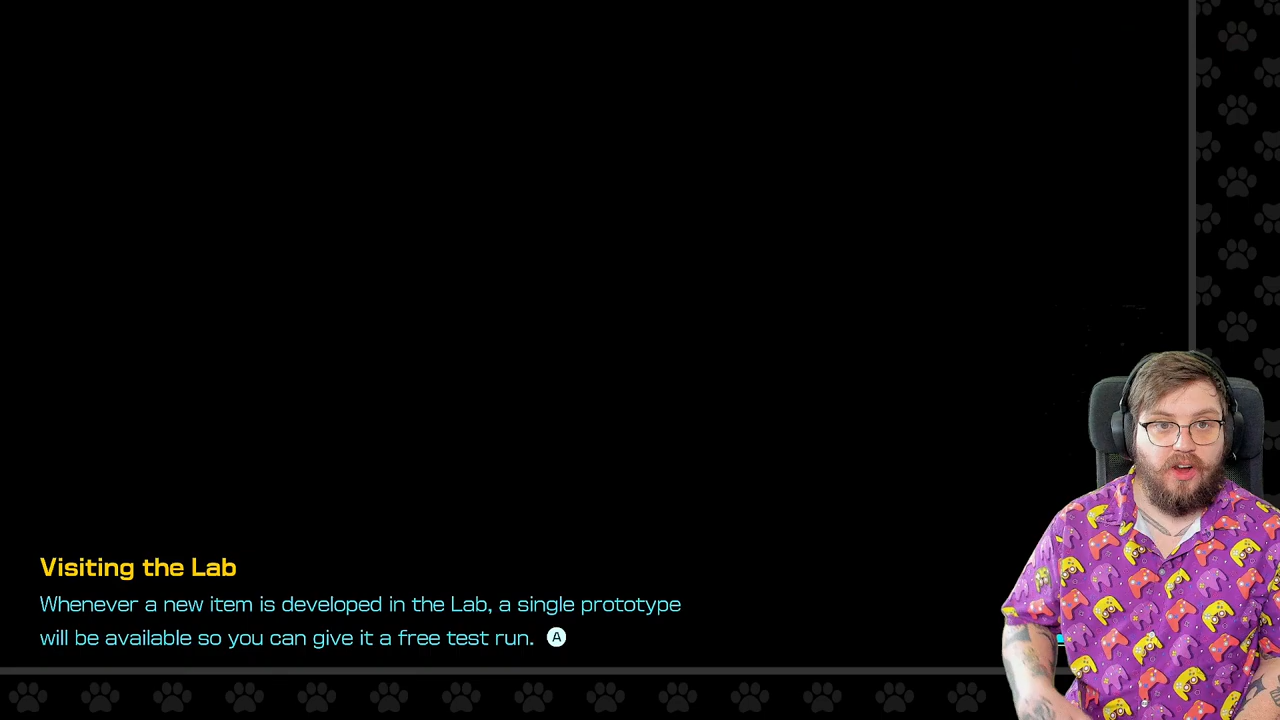 Visiting the Lab
Whenever a new item is developed in the Lab, a single prototype
will be available so you can give it a free test run. A